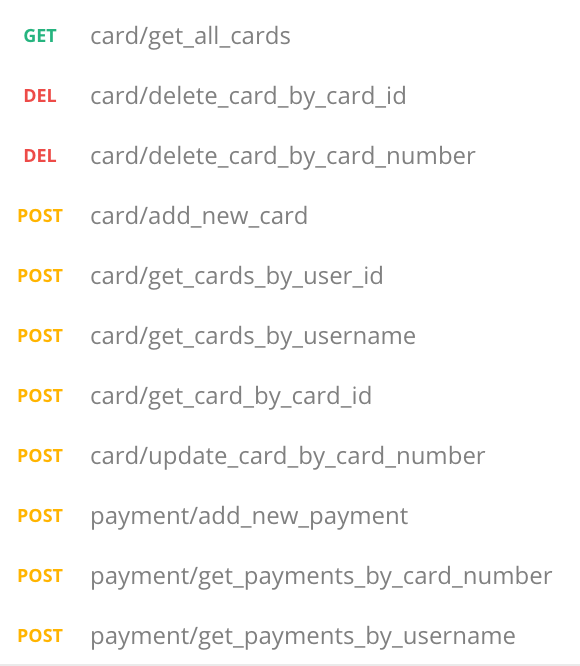 GET card/get_all_cards
DEL card/delete_card_by_card_id
DEL card/delete_card_by_card_number
POST card/add_new_card
POST card/get_cards_by_user_id
POST card/get_cards_by_username
POST card/get_card_by_card_id
POST card/update_card_by_card_number
POST payment/add_new_payment
POST payment/get_payments_by_card_number
POST payment/get_payments_by_username